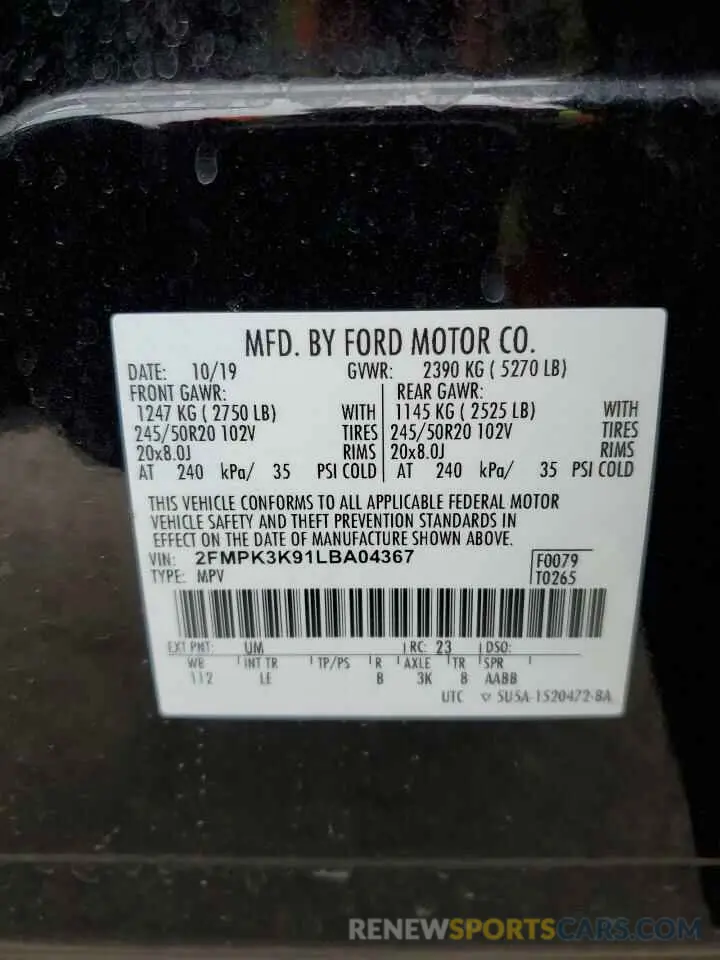 MFD. BY FORD MOTOR CO.
DATE: 10/19 GVWR: 2390 KG ( 5270 LB)
FRONT GAWR: REAR GAWR:
1247 KG ( 2750 LB) WITH 1145 KG ( 2525 LB) WITH
245/50R20 102V TIRES 245/50R20 102V TIRES
20x8.0J RIMS 20x8.0J RIMS
AT 240 kPa/ 35 PSI COLD AT 240 kPa/ 35 PSI COLD
THIS VEHICLE CONFORMS TO ALL APPLICABLE FEDERAL MOTOR
VEHICLE SAFETY AND THEFT PREVENTION STANDARDS IN
EFFECT ON THE DATE OF MANUFACTURE SHOWN ABOVE.
VIN: 2FMPK3K91LBA04367 F0079
TYPE: MPV T0265
EXT PNT: UM RC: 23 DSO:
WB INT TR TP/PS R AXLE TR SPR
112 LE B 3K 8 AABB
UTC ▽ SU5A-1520472-BA
RENEWSPORTSCARS.COM